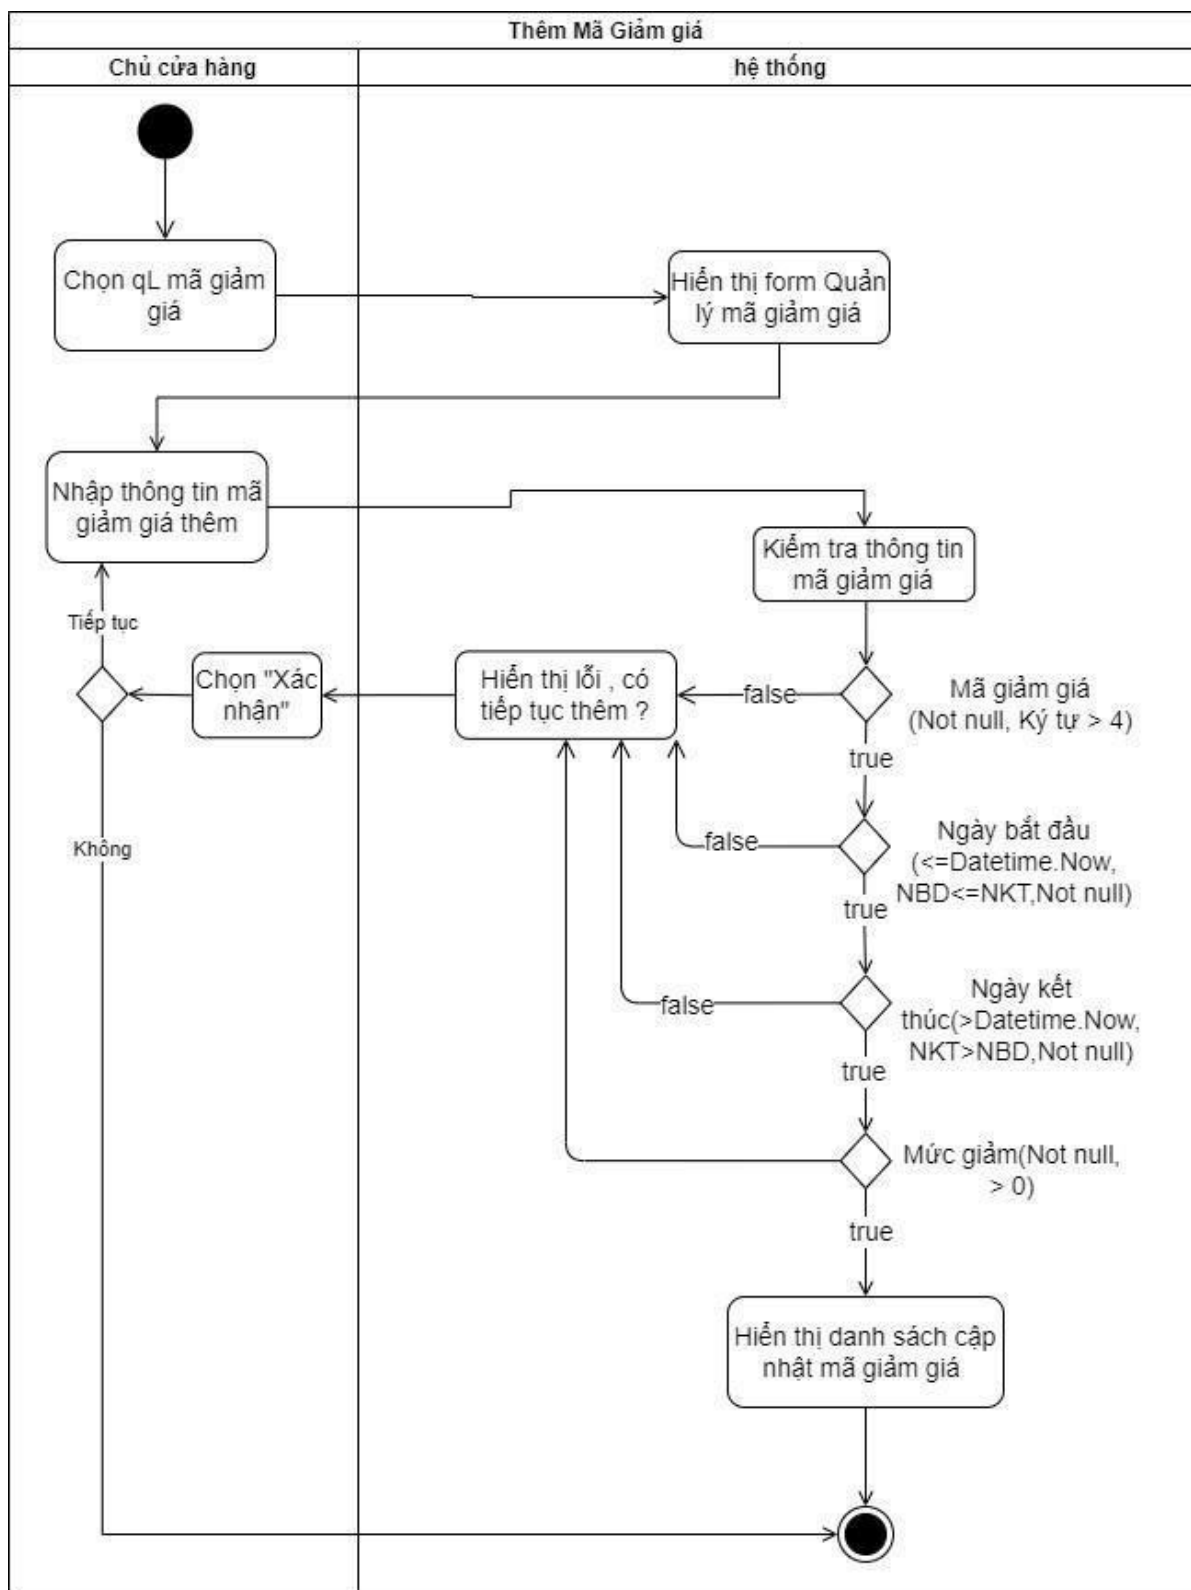 Thêm Mã Giảm giá
Chủ cửa hàng
hệ thống
Chọn qL mã giảm
giá
Hiển thị form Quản
lý mã giảm giá
Nhập thông tin mã
giảm giá thêm
Kiểm tra thông tin
mã giảm giá
Tiếp tục
Chọn "Xác
nhận"
Hiển thị lỗi , có
tiếp tục thêm ?
false
Mã giảm giá
(Not null, Ký tự > 4)
true
Không
false
Ngày bắt đầu
(<=Datetime.Now,
NBD<=NKT,Not null)
true
false
Ngày kết
thúc(>Datetime.Now,
NKT>NBD,Not null)
true
Mức giảm(Not null,
> 0)
true
Hiển thị danh sách cập
nhật mã giảm giá